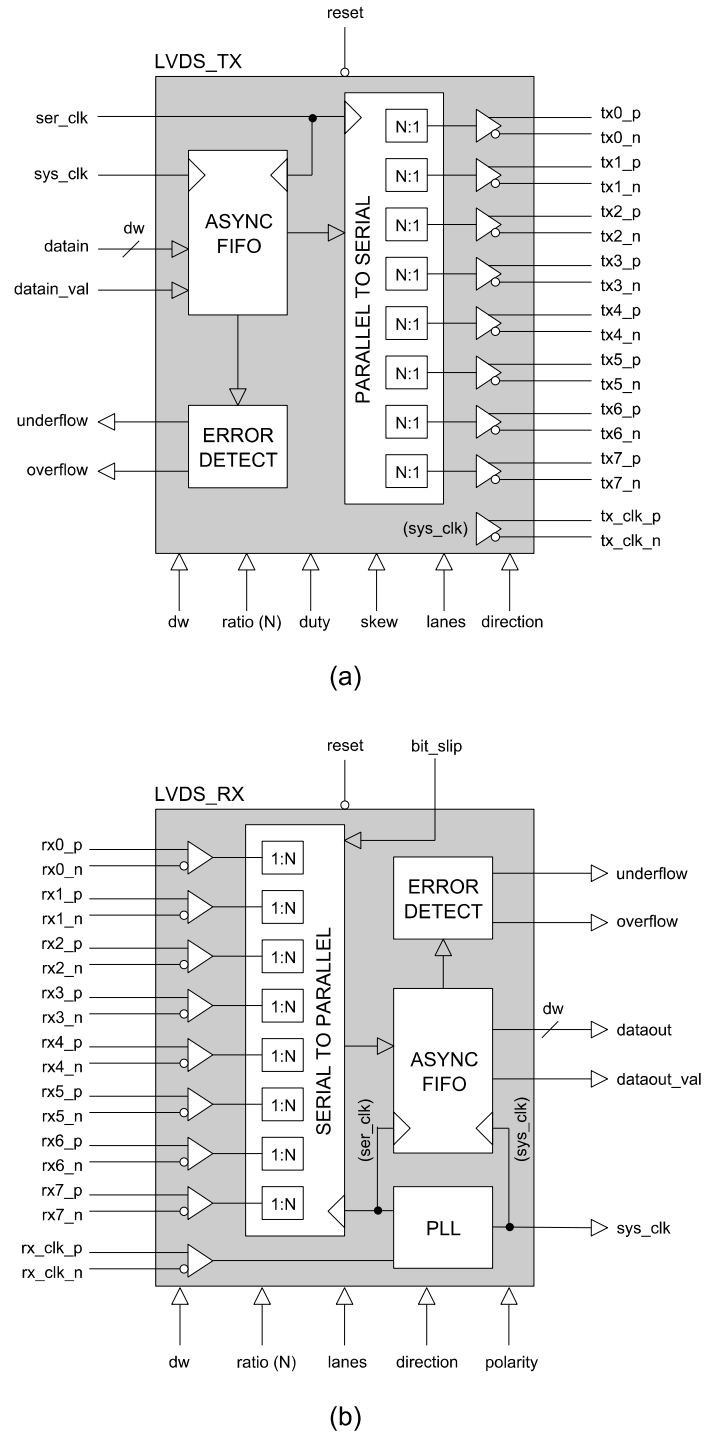 reset
LVDS_TX
ser_clk
sys_clk
dw
datain
datain_val
underflow
overflow
ASYNC
FIFO
ERROR
DETECT
PARALLEL TO SERIAL
N:1
N:1
N:1
N:1
N:1
N:1
N:1
N:1
(sys_clk)
tx0_p
tx0_n
tx1_p
tx1_n
tx2_p
tx2_n
tx3_p
tx3_n
tx4_p
tx4_n
tx5_p
tx5_n
tx6_p
tx6_n
tx7_p
tx7_n
tx_clk_p
tx_clk_n
dw
ratio (N)
duty
skew
lanes
direction
(a)
reset
bit_slip
LVDS_RX
rx0_p
rx0_n
rx1_p
rx1_n
rx2_p
rx2_n
rx3_p
rx3_n
rx4_p
rx4_n
rx5_p
rx5_n
rx6_p
rx6_n
rx7_p
rx7_n
rx_clk_p
rx_clk_n
1:N
1:N
1:N
1:N
1:N
1:N
1:N
1:N
SERIAL TO PARALLEL
ERROR
DETECT
ASYNC
FIFO
(ser_clk)
(sys_clk)
PLL
underflow
overflow
dw
dataout
dataout_val
sys_clk
dw
ratio (N)
lanes
direction
polarity
(b)